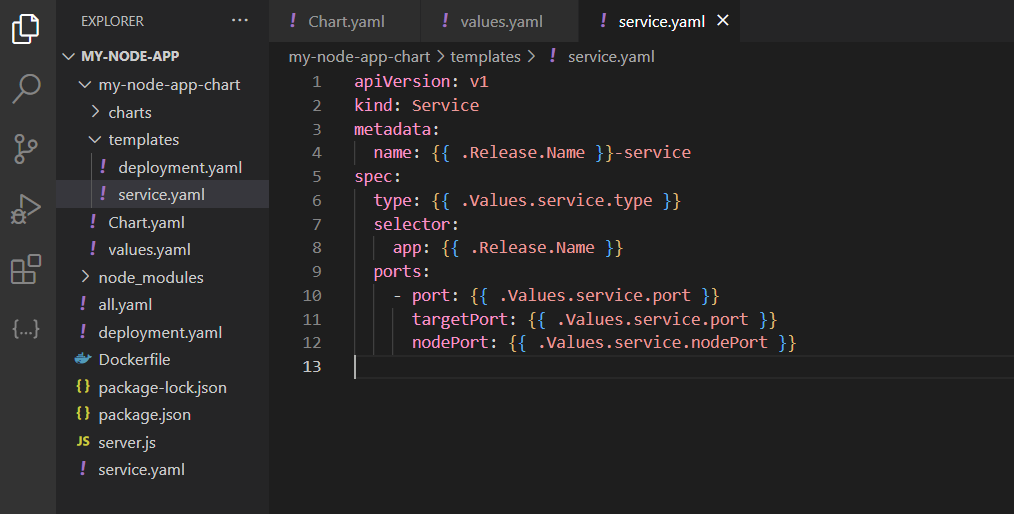 EXPLORER
MY-NODE-APP
my-node-app-chart
charts
templates
deployment.yaml
service.yaml
Chart.yaml
values.yaml
node_modules
all.yaml
deployment.yaml
Dockerfile
package-lock.json
package.json
JS server.js
service.yaml
Chart.yaml values.yaml service.yaml
my-node-app-chart > templates > ! service.yaml
1 apiVersion: v1
2 kind: Service
3 metadata:
4   name: {{ .Release.Name }}-service
5 spec:
6   type: {{ .Values.service.type }}
7   selector:
8     app: {{ .Release.Name }}
9   ports:
10     - port: {{ .Values.service.port }}
11       targetPort: {{ .Values.service.port }}
12       nodePort: {{ .Values.service.nodePort }}
13